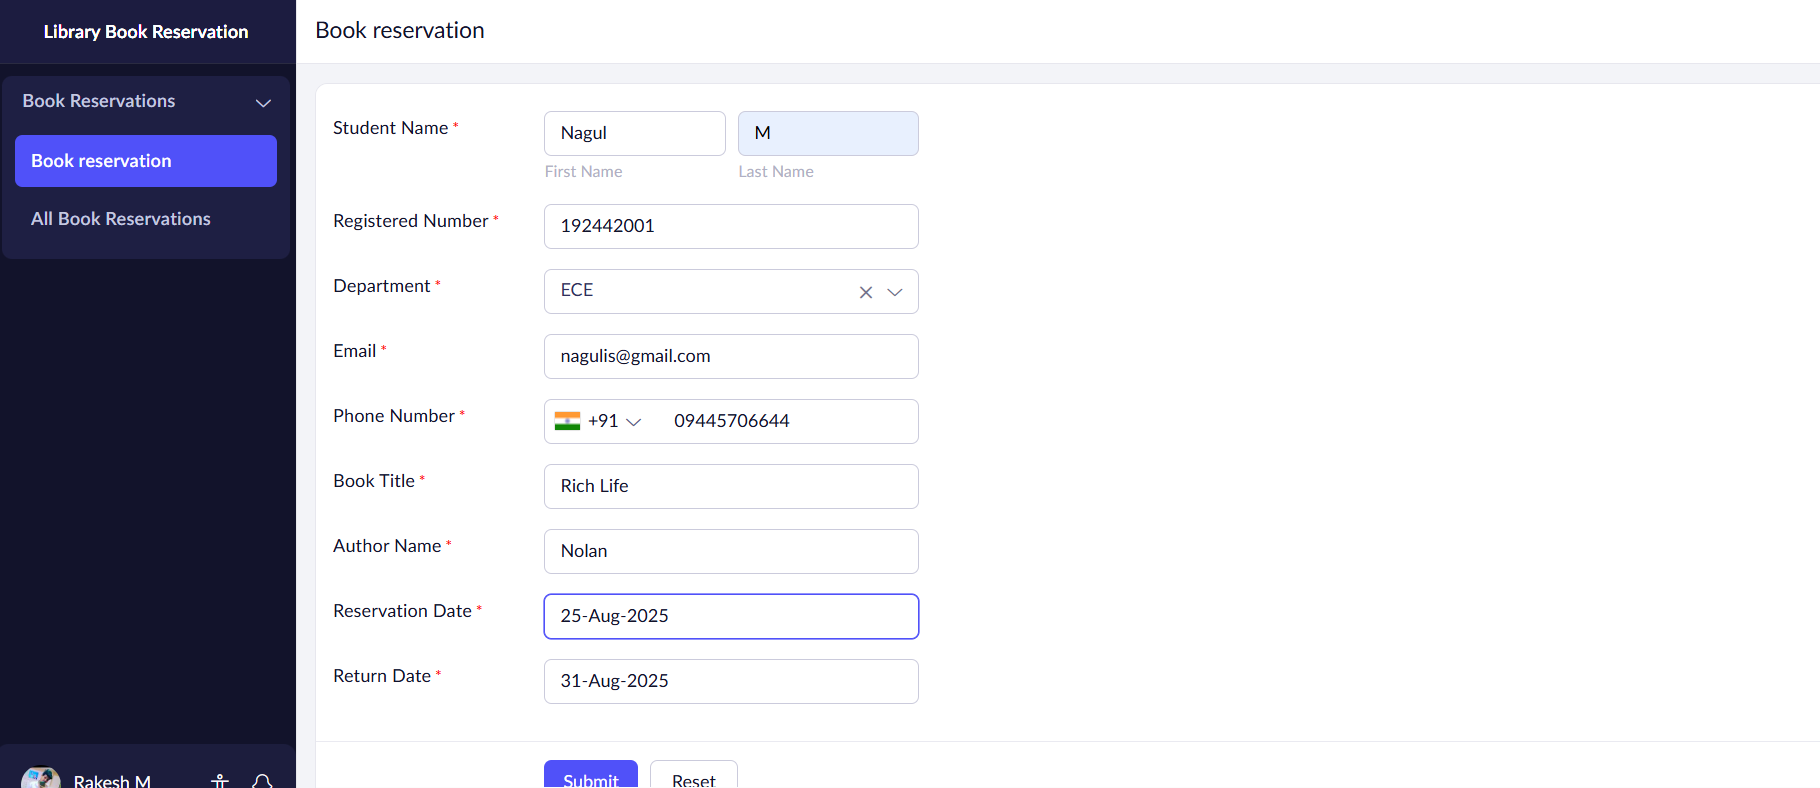 Library Book Reservation
Book reservation
Book Reservations
Book reservation
All Book Reservations
Student Name *
Nagul
M
First Name
Last Name
Registered Number *
192442001
Department *
ECE
Email *
nagulis@gmail.com
Phone Number *
+91
09445706644
Book Title *
Rich Life
Author Name *
Nolan
Reservation Date *
25-Aug-2025
Return Date *
31-Aug-2025
Submit
Reset
Rakesh M